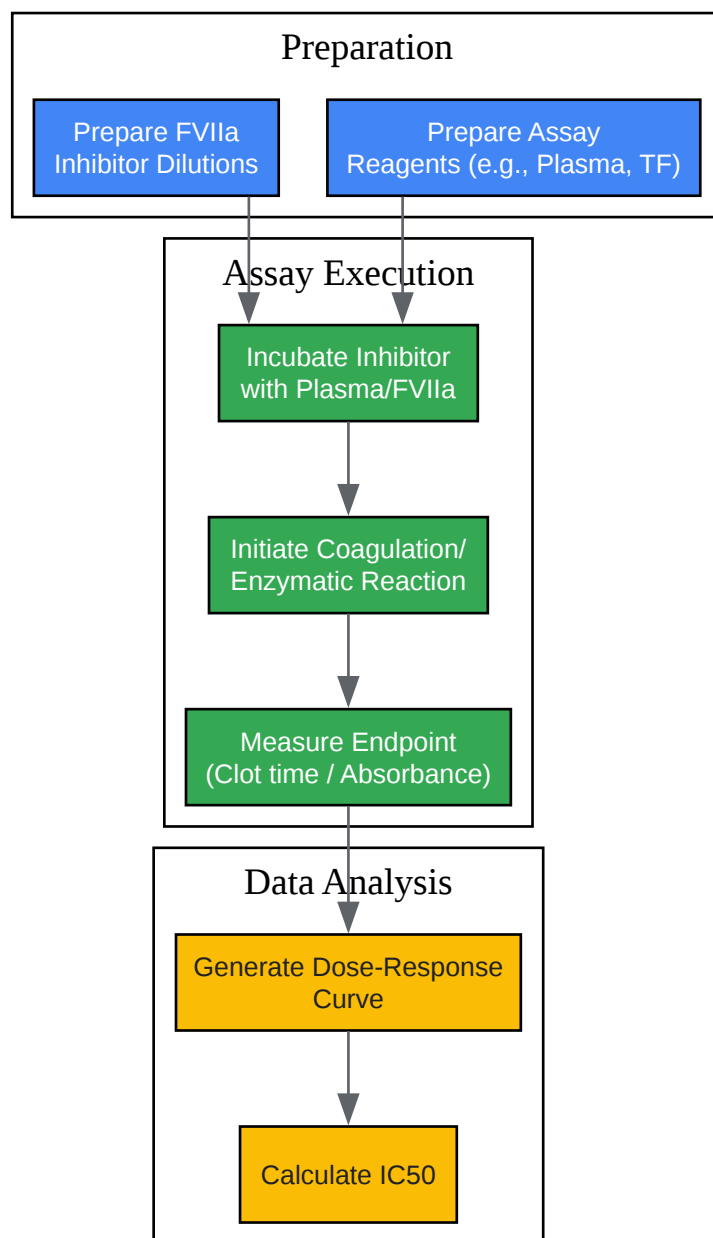 Preparation
Prepare FVIIa
Inhibitor Dilutions
Prepare Assay
Reagents (e.g., Plasma, TF)
Assay Execution
Incubate Inhibitor
with Plasma/FVIIa
Initiate Coagulation/
Enzymatic Reaction
Measure Endpoint
(Clot time / Absorbance)
Data Analysis
Generate Dose-Response
Curve
Calculate IC50